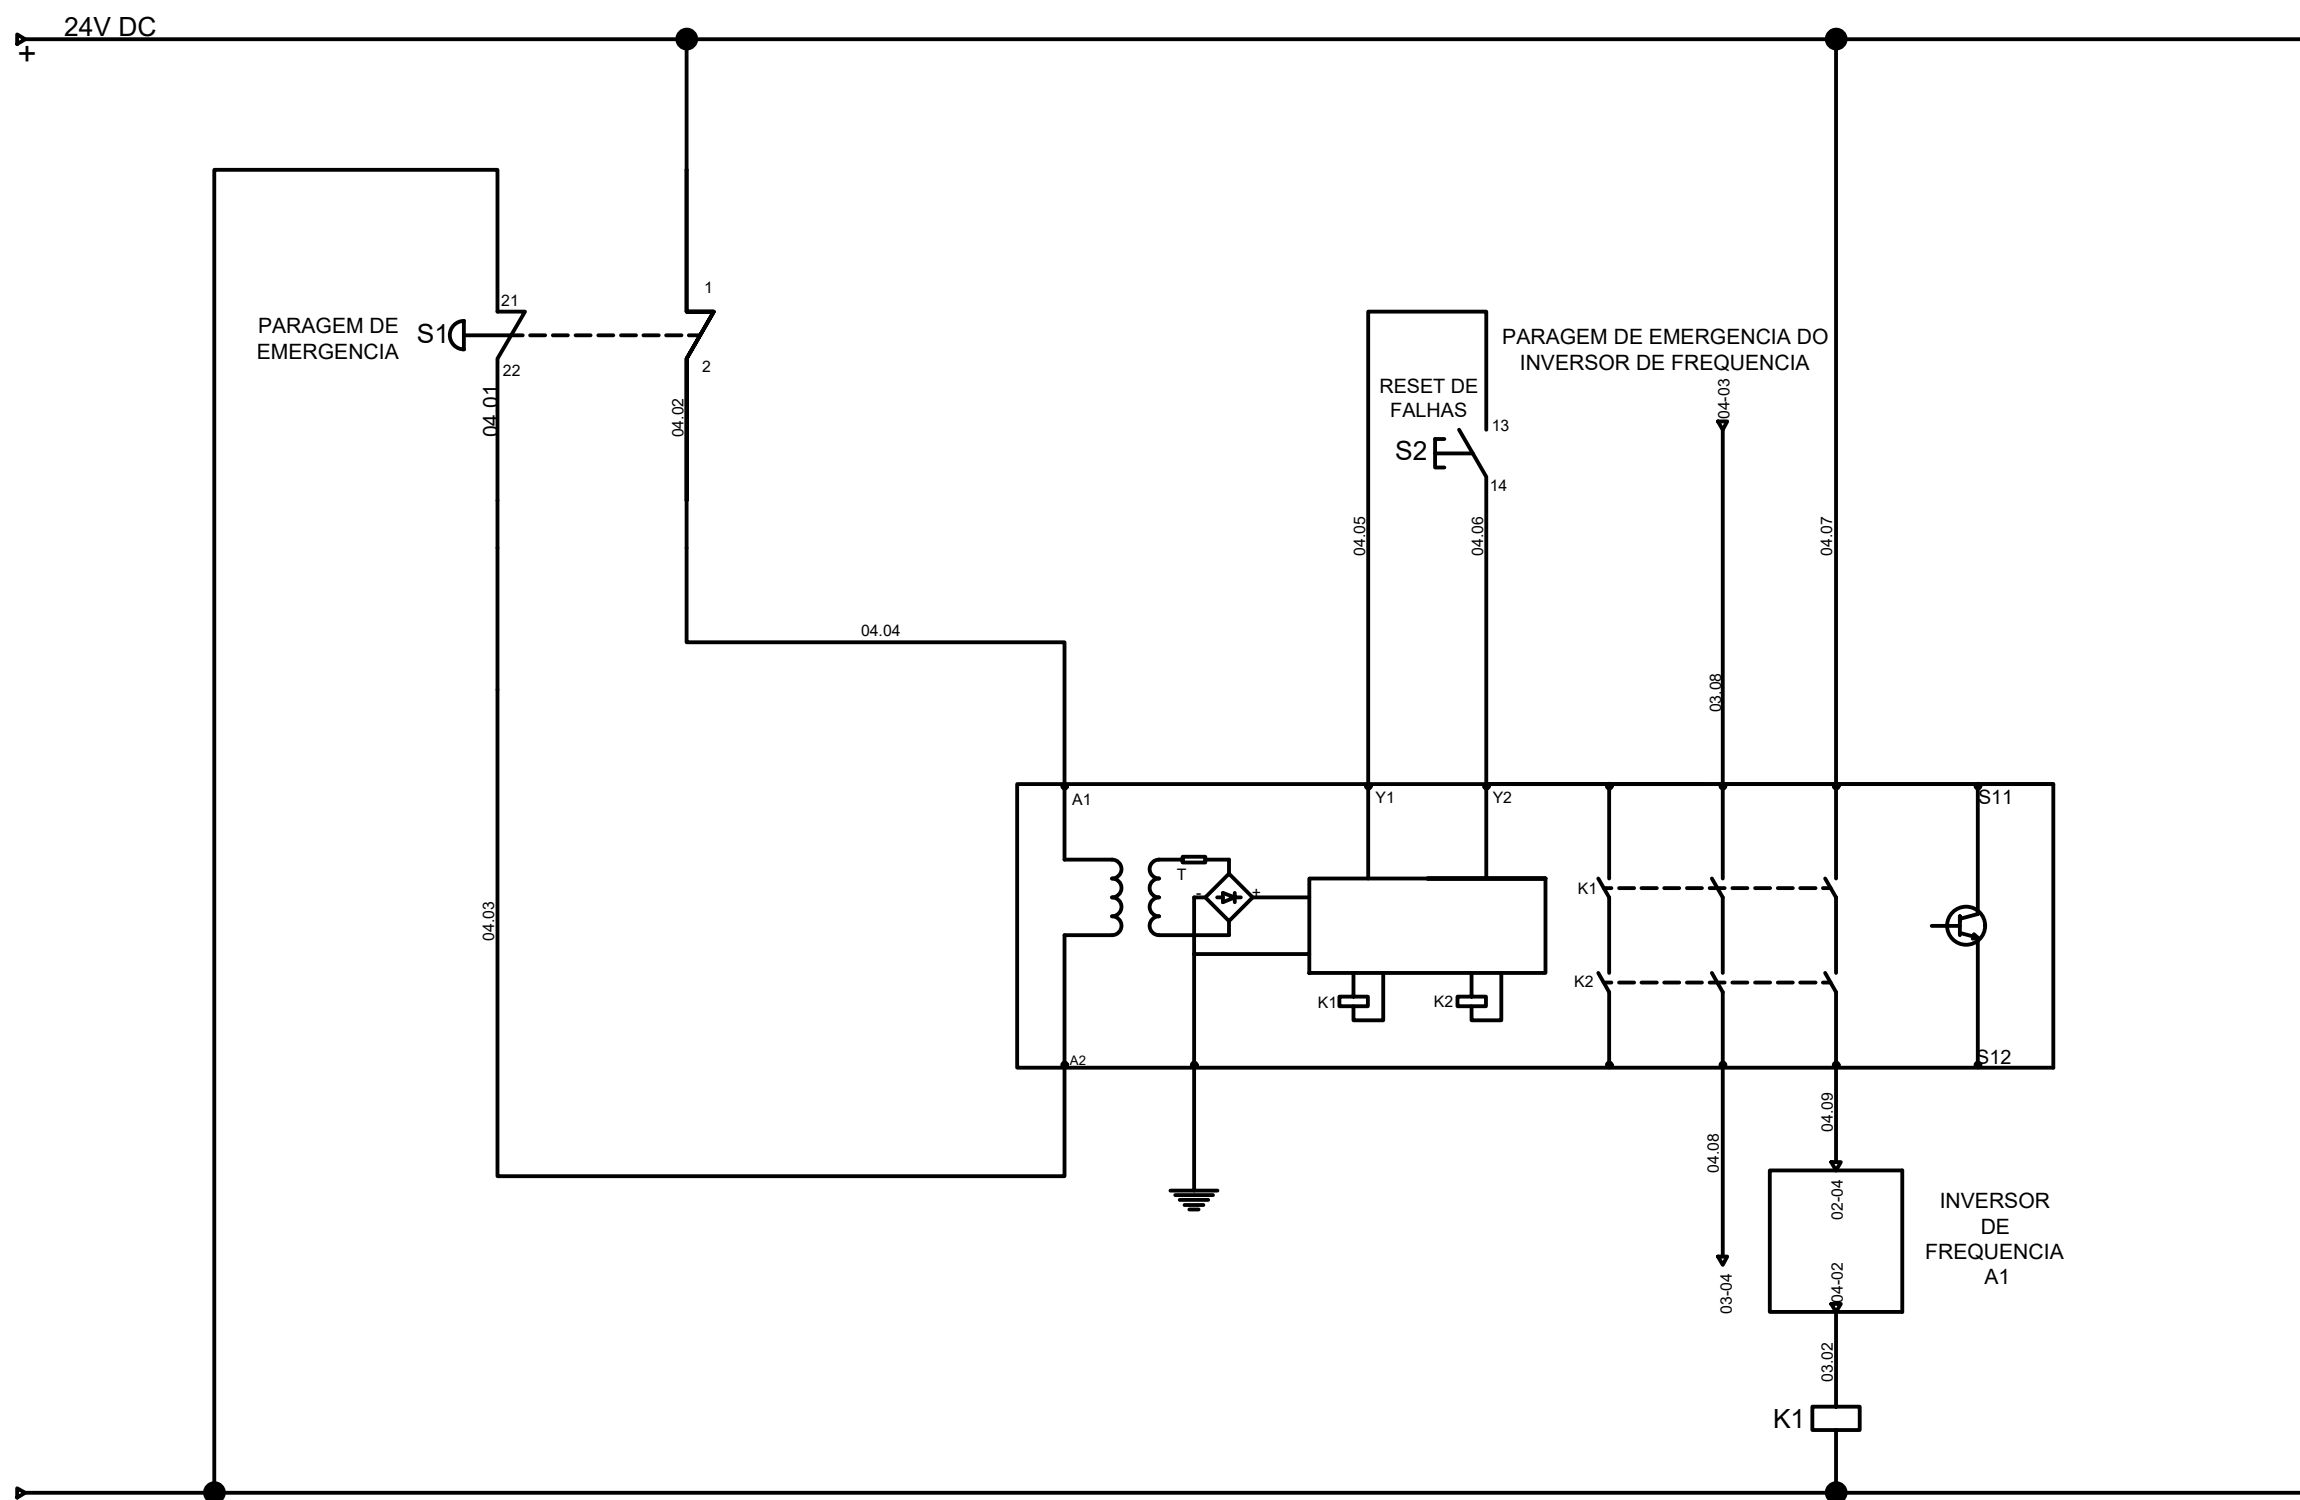 24V DC
+
1
21
PARAGEM DE
EMERGENCIA
S1
22
2
04.01
04.02
PARAGEM DE EMERGENCIA DO
INVERSOR DE FREQUENCIA
RESET DE
FALHAS
04-03
13
S2
14
04.05
04.06
04.07
04.04
03.08
A1
Y1
Y2
S11
T
-
+
K1
04.03
K2
K1
K2
A2
S12
04.09
04.08
02-04
INVERSOR
DE
FREQUENCIA
A1
04-02
03-04
03.02
K1